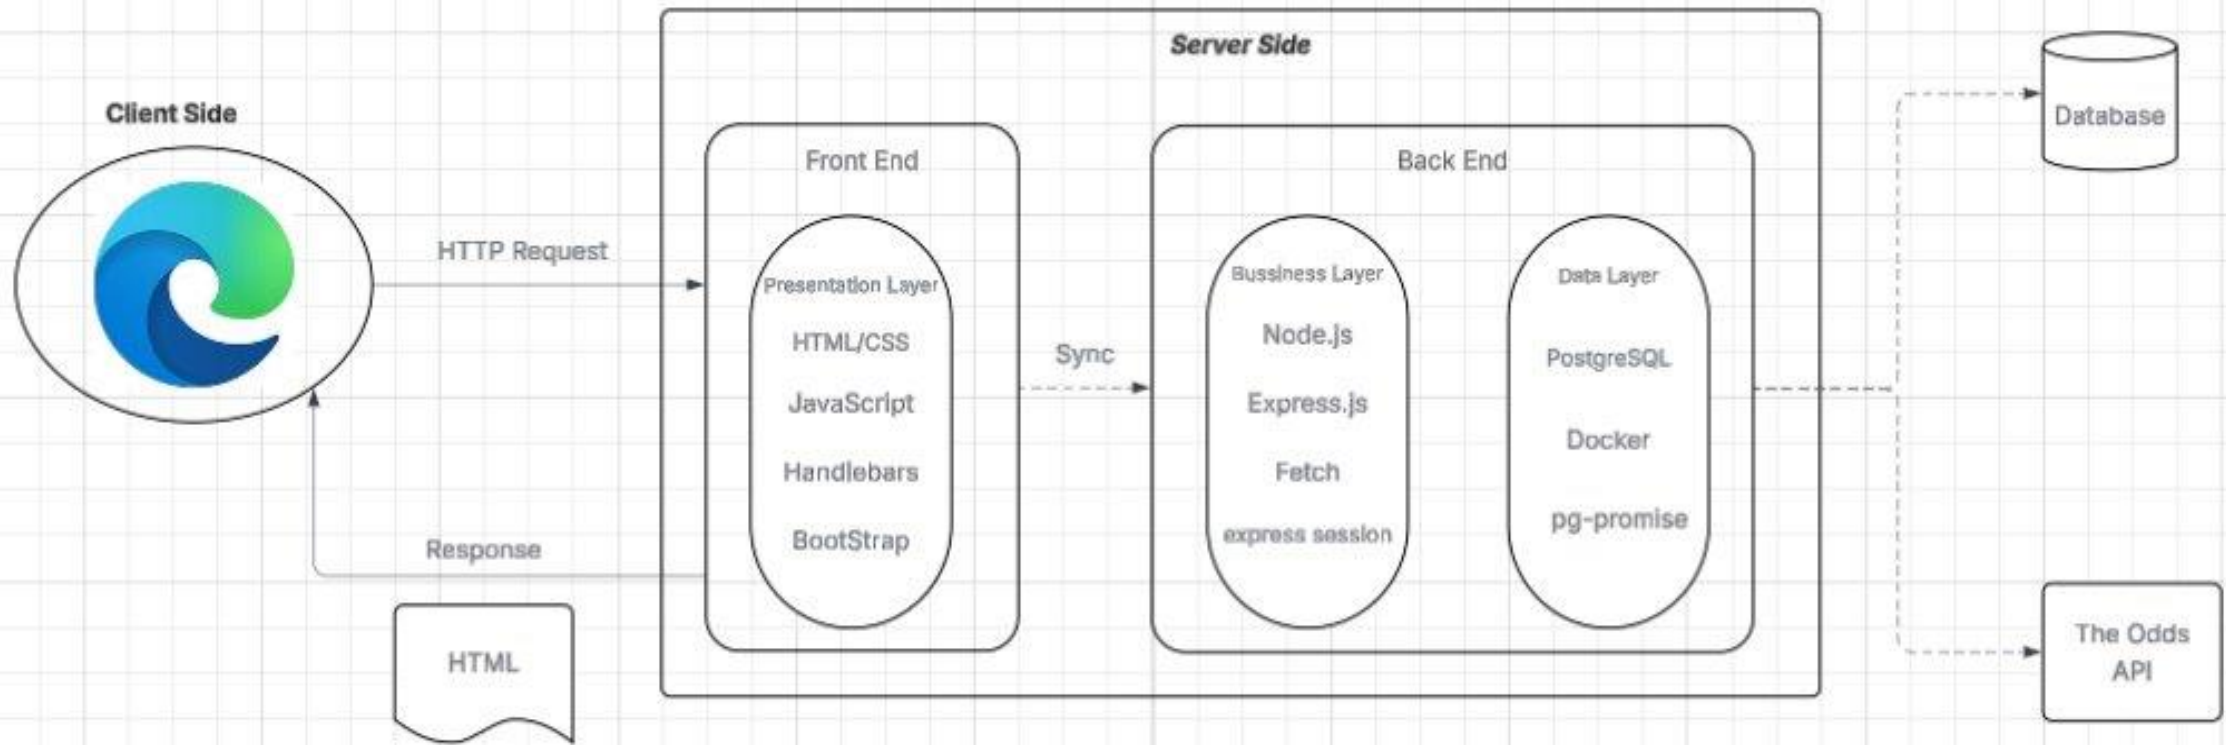 Client Side
HTTP Request
Response
HTML
Server Side
Front End
Presentation Layer
HTML/CSS
JavaScript
Handlebars
BootStrap
Sync
Back End
Bussiness Layer
Node.js
Express.js
Fetch
express session
Data Layer
PostgreSQL
Docker
pg-promise
Database
The Odds
API